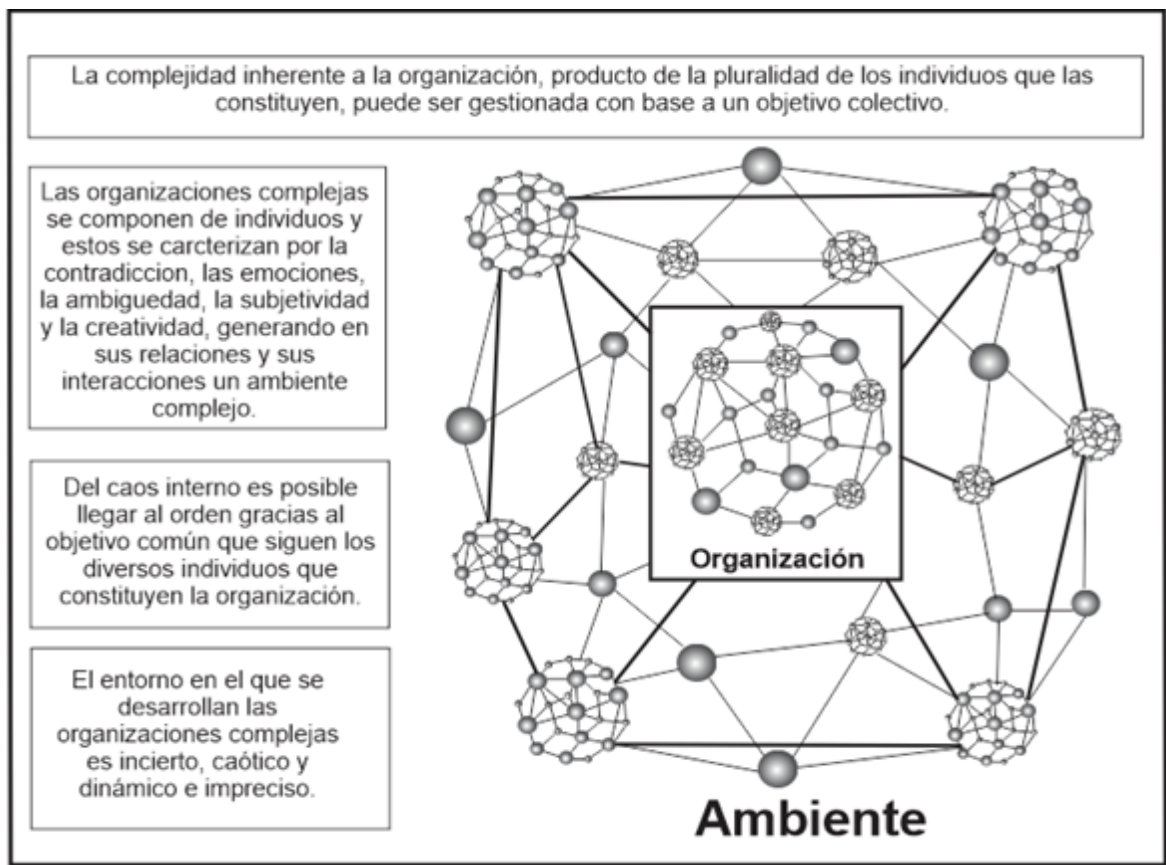 La complejidad inherente a la organización, producto de la pluralidad de los individuos que las
constituyen, puede ser gestionada con base a un objetivo colectivo.
Las organizaciones complejas
se componen de individuos y
estos se carcterizan por la
contradiccion, las emociones,
la ambiguedad, la subjetividad
y la creatividad, generando en
sus relaciones y sus
interacciones un ambiente
complejo.
Del caos interno es posible
llegar al orden gracias al
objetivo común que siguen los
diversos individuos que
constituyen la organización.
El entorno en el que se
desarrollan las
organizaciones complejas
es incierto, caótico y
dinámico e impreciso.
Organización
Ambiente